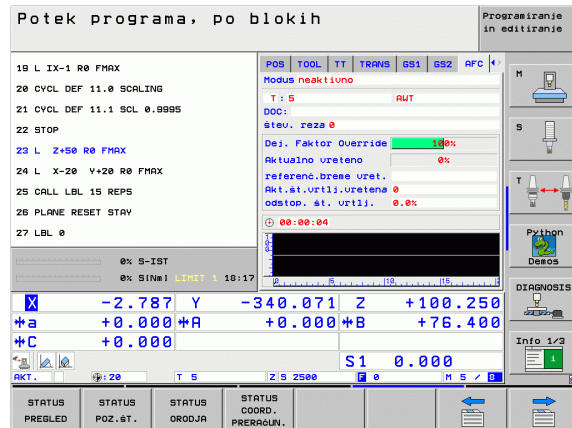 Potek programa, po blokih
Programiranje
in editiranje
19 L IX-1 R0 FMAX
20 CYCL DEF 11.0 SCALING
21 CYCL DEF 11.1 SCL 0.9995
22 STOP
23 L Z+50 R0 FMAX
24 L X-20 Y+20 R0 FMAX
25 CALL LBL 15 REP5
26 PLANE RESET STAY
27 LBL 0
0% S-IST
0% S[Nm] LIMIT 1 18:17
POS TOOL TT TRANS GS1 GS2 AFC
Modus neaktivno
T : 5 AWT
DOC:
štev. reza 0
Dej. Faktor Override 100%
Aktualno vreteno 0%
referenč.breme vret.
Akt.št.vrtlj.vretena 0
odstop. št. vrtlj. 0.0%
00:00:04
0 5 10 15
X -2.787 Y -340.071 Z +100.250
a +0.000 A +0.000 B +76.400
C +0.000
S1 0.000
AKT. : 20 T 5 Z S 2500 F 0 M 5 / 8
M
S
T
Python
Demos
DIAGNOSIS
Info 1/3
STATUS
PREGLED
STATUS
POZ.ŠT.
STATUS
ORODJA
STATUS
COORD.
PRERAČUN.